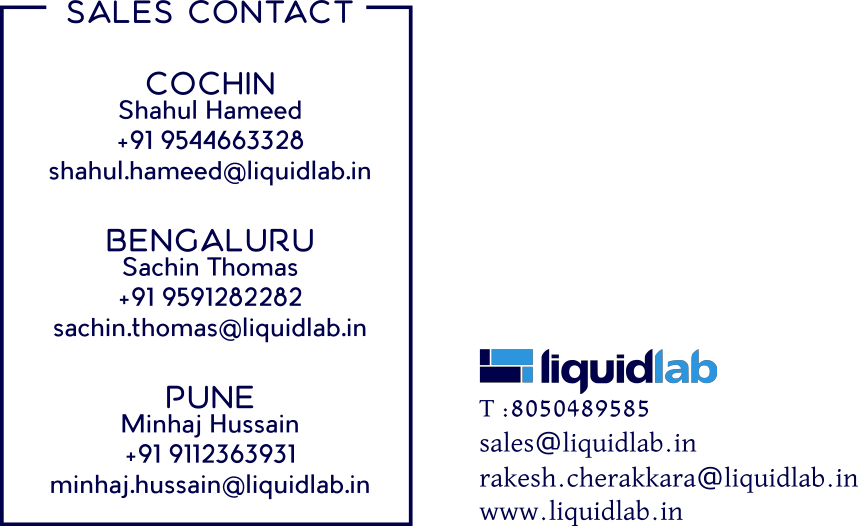 SALES CONTACT
COCHIN
Shahul Hameed
+91 9544663328
shahul.hameed@liquidlab.in
BENGALURU
Sachin Thomas
+91 9591282282
sachin.thomas@liquidlab.in
PUNE
Minhaj Hussain
+91 9112363931
minhaj.hussain@liquidlab.in
liquidlab
T :8050489585
sales@liquidlab.in
rakesh.cherakkara@liquidlab.in
www.liquidlab.in